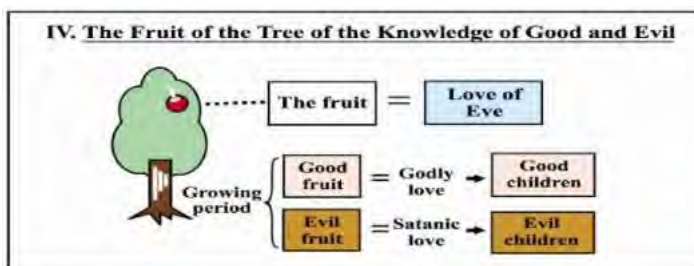 IV. The Fruit of the Tree of the Knowledge of Good and Evil
The fruit = Love of
Eve
Growing
period
Good
fruit = Godly
love
Good
children
Evil
fruit = Satanic
love
Evil
children